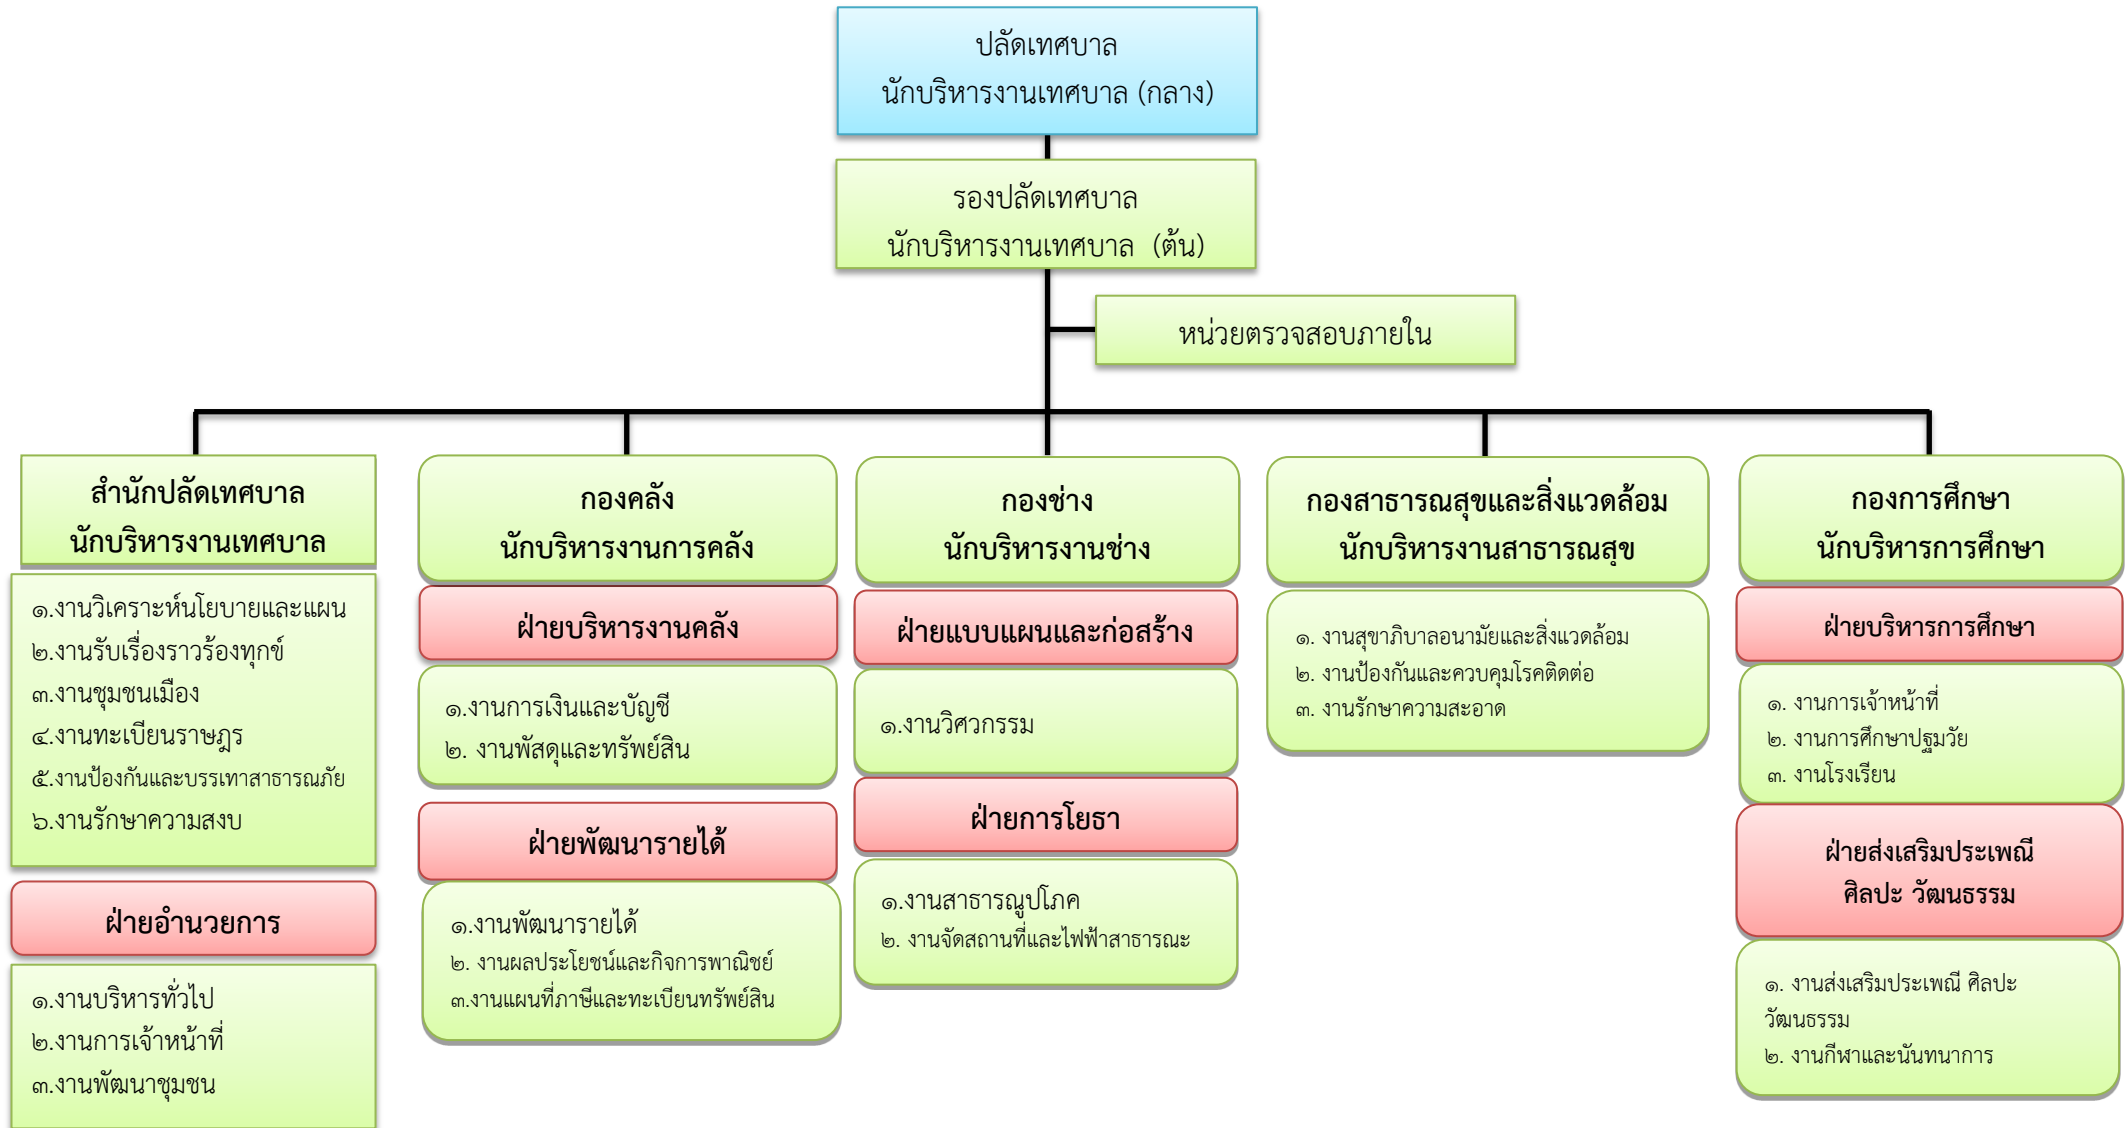 ปลัดเทศบาล
นักบริหารงานเทศบาล (กลาง)
รองปลัดเทศบาล
นักบริหารงานเทศบาล (ต้น)
หน่วยตรวจสอบภายใน
สำนักปลัดเทศบาล
นักบริหารงานเทศบาล
๑.งานวิเคราะห์นโยบายและแผน
๒.งานรับเรื่องราวร้องทุกข์
๓.งานชุมชนเมือง
๔.งานทะเบียนราษฎร
๕.งานป้องกันและบรรเทาสาธารณภัย
๖.งานรักษาความสงบ
ฝ่ายอำนวยการ
๑.งานบริหารทั่วไป
๒.งานการเจ้าหน้าที่
๓.งานพัฒนาชุมชน
กองคลัง
นักบริหารงานการคลัง
ฝ่ายบริหารงานคลัง
๑.งานการเงินและบัญชี
๒. งานพัสดุและทรัพย์สิน
ฝ่ายพัฒนารายได้
๑.งานพัฒนารายได้
๒. งานผลประโยชน์และกิจการพาณิชย์
๓.งานแผนที่ภาษีและทะเบียนทรัพย์สิน
กองช่าง
นักบริหารงานช่าง
ฝ่ายแบบแผนและก่อสร้าง
๑.งานวิศวกรรม
ฝ่ายการโยธา
๑.งานสาธารณูปโภค
๒. งานจัดสถานที่และไฟฟ้าสาธารณะ
กองสาธารณสุขและสิ่งแวดล้อม
นักบริหารงานสาธารณสุข
๑. งานสุขาภิบาลอนามัยและสิ่งแวดล้อม
๒. งานป้องกันและควบคุมโรคติดต่อ
๓. งานรักษาความสะอาด
กองการศึกษา
นักบริหารการศึกษา
ฝ่ายบริหารการศึกษา
๑. งานการเจ้าหน้าที่
๒. งานการศึกษาปฐมวัย
๓. งานโรงเรียน
ฝ่ายส่งเสริมประเพณี
ศิลปะ วัฒนธรรม
๑. งานส่งเสริมประเพณี ศิลปะ
วัฒนธรรม
๒. งานกีฬาและนันทนาการ